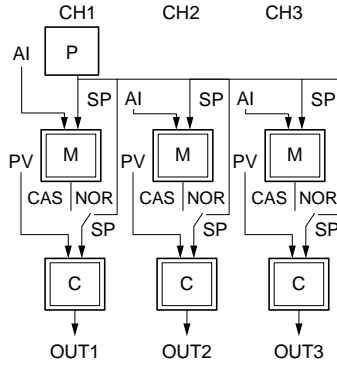 CH1 CH2 CH3
P
AI SP AI SP AI SP
M M M
PV PV PV
CAS NOR CAS NOR CAS NOR
SP SP SP
C C C
OUT1 OUT2 OUT3